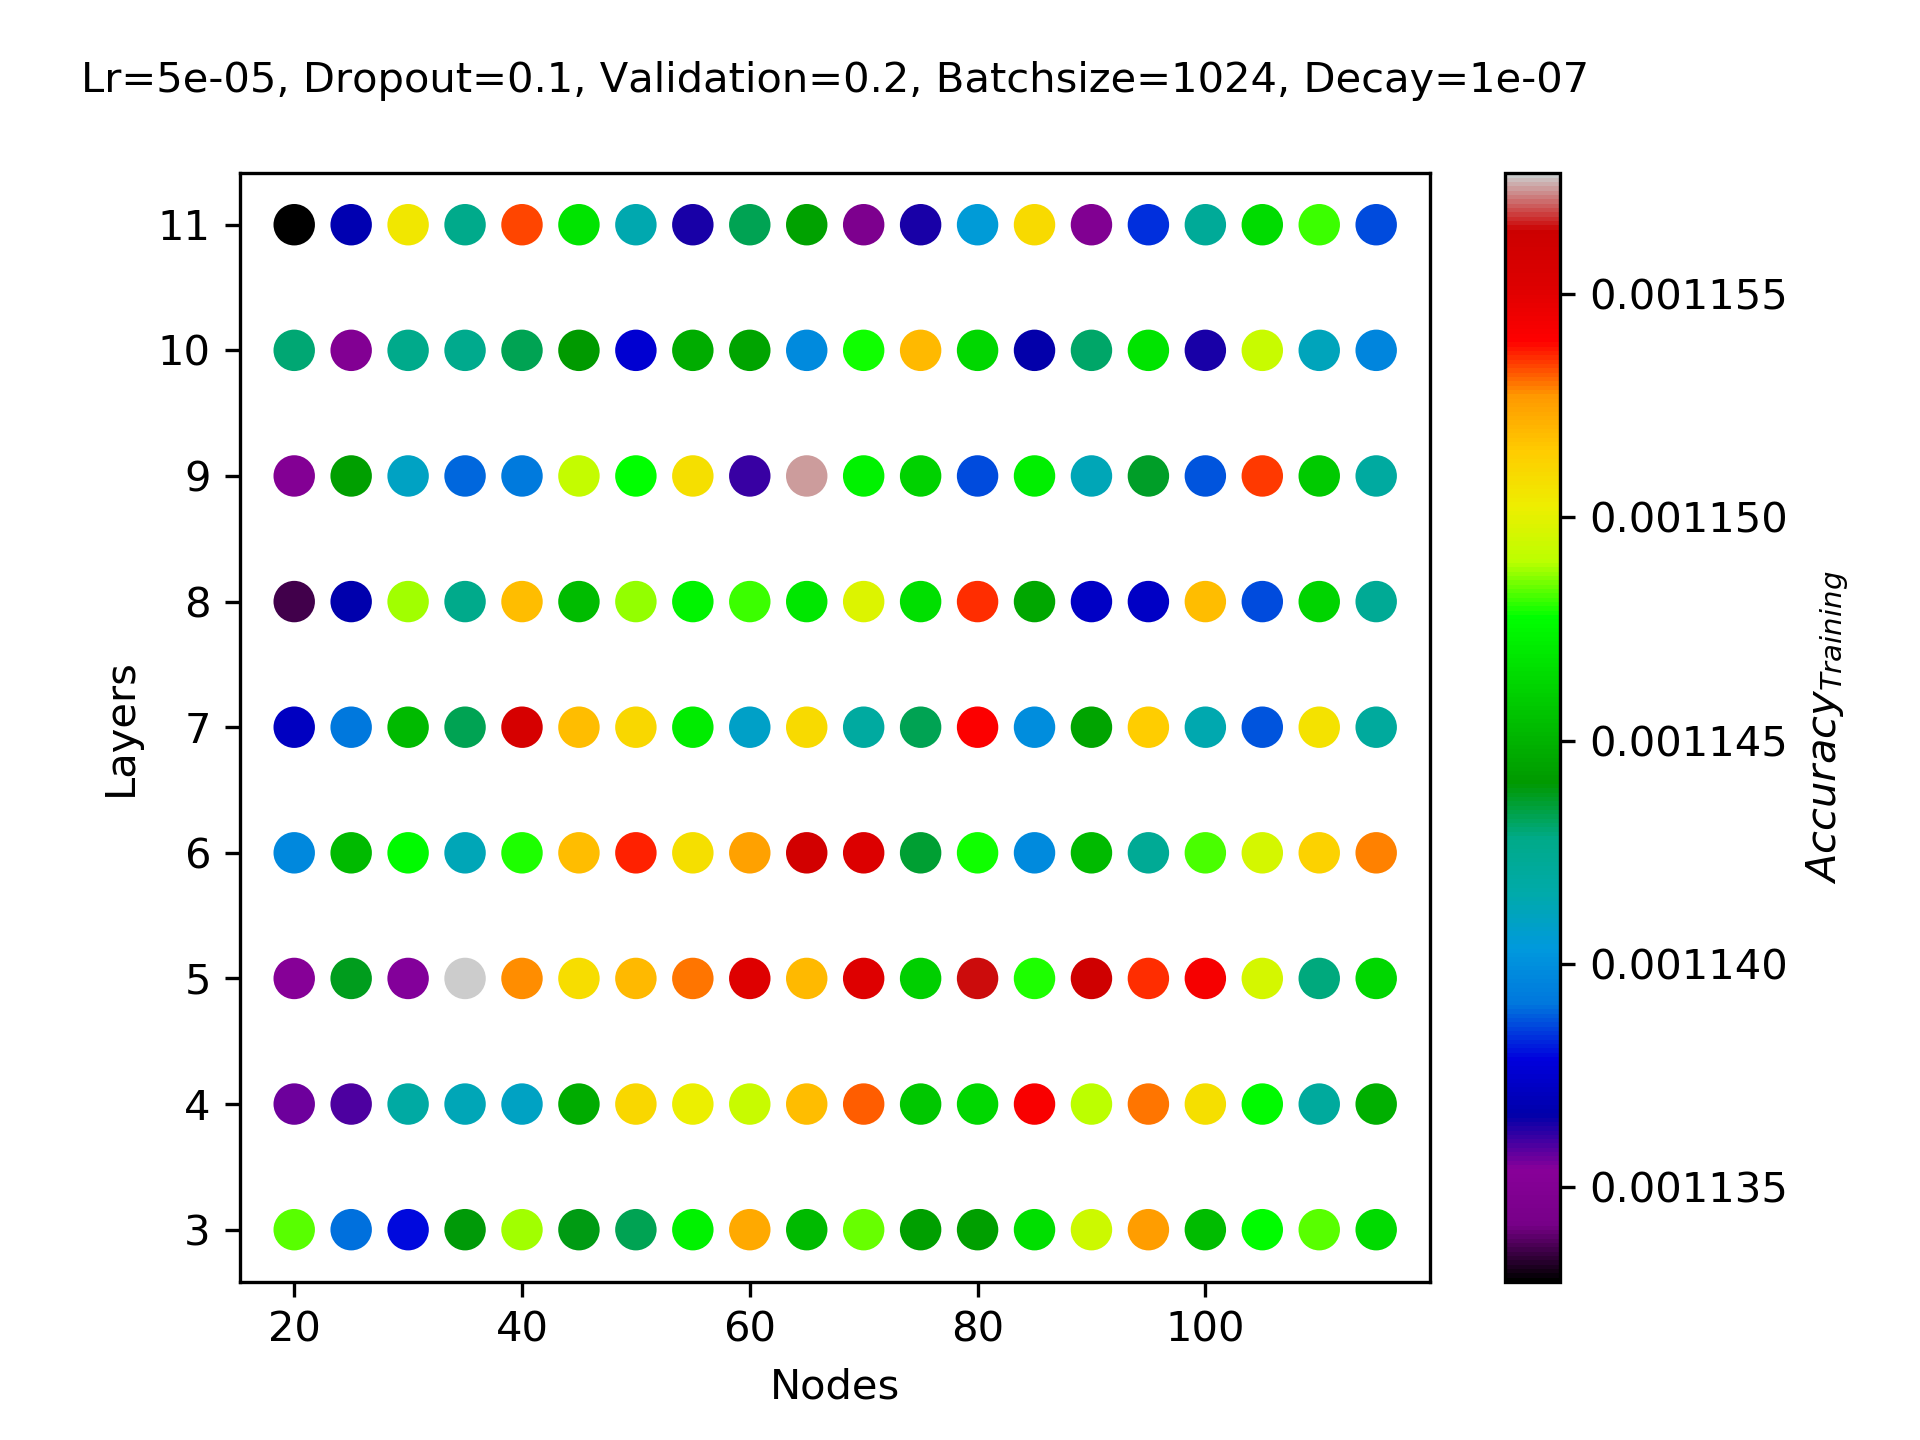 Lr=5e-05, Dropout=0.1, Validation=0.2, Batchsize=1024, Decay=1e-07
11
10
9
8
7
6
5
4
3
Layers
20 40 60 80 100
Nodes
0.001155
0.001150
0.001145
0.001140
0.001135
Accuracy_Training